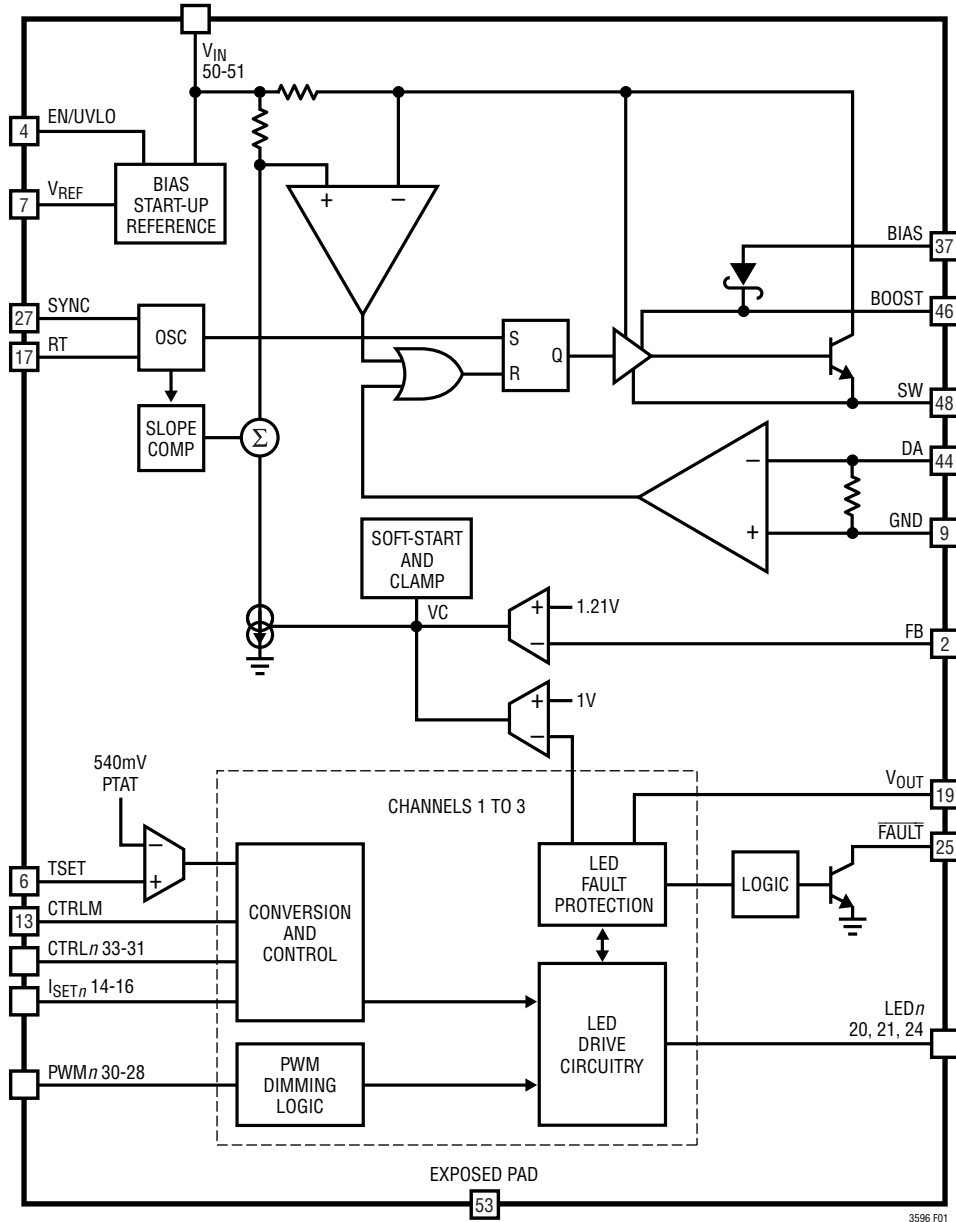 VIN
50-51
4
EN/UVLO
7
VREF
BIAS
START-UP
REFERENCE
+
–
BIAS
37
BOOST
46
27
SYNC
17
RT
OSC
S
R
Q
SW
48
SLOPE
COMP
Σ
DA
44
–
+
GND
9
SOFT-START
AND
CLAMP
VC
+
–
1.21V
FB
2
+
–
1V
540mV
PTAT
CHANNELS 1 TO 3
VOUT
19
FAULT
25
–
+
6
TSET
13
CTRLM
CTRLn 33-31
ISETn 14-16
CONVERSION
AND
CONTROL
LED
FAULT
PROTECTION
LOGIC
LED
DRIVE
CIRCUITRY
LEDn
20, 21, 24
PWMn 30-28
PWM
DIMMING
LOGIC
EXPOSED PAD
53
3596 F01